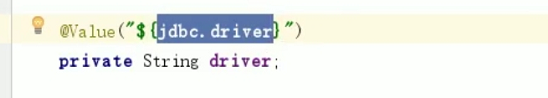 @Value("${jdbc.driver}")
private String driver;